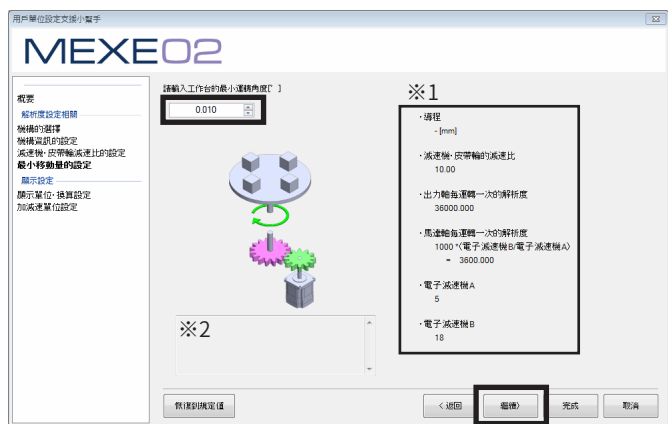 用戶單位設定支援小幫手
MEXE02
概要
解析度設定相關
機構的選擇
機構資訊的設定
減速機·皮帶輪減速比的設定
最小移動量的設定
顯示設定
顯示單位·換算設定
加減速單位設定
請輸入工作台的最小運轉角度[° ]
0.010
※1
·導程
- [mm]
·減速機·皮帶輪的減速比
10.00
·出力軸每運轉一次的解析度
36000.000
·馬達軸每運轉一次的解析度
1000 *(電子減速機B/電子減速機A)
= 3600.000
·電子減速機A
5
·電子減速機B
18
※2
恢復到規定值
< 返回
繼續>
完成
取消